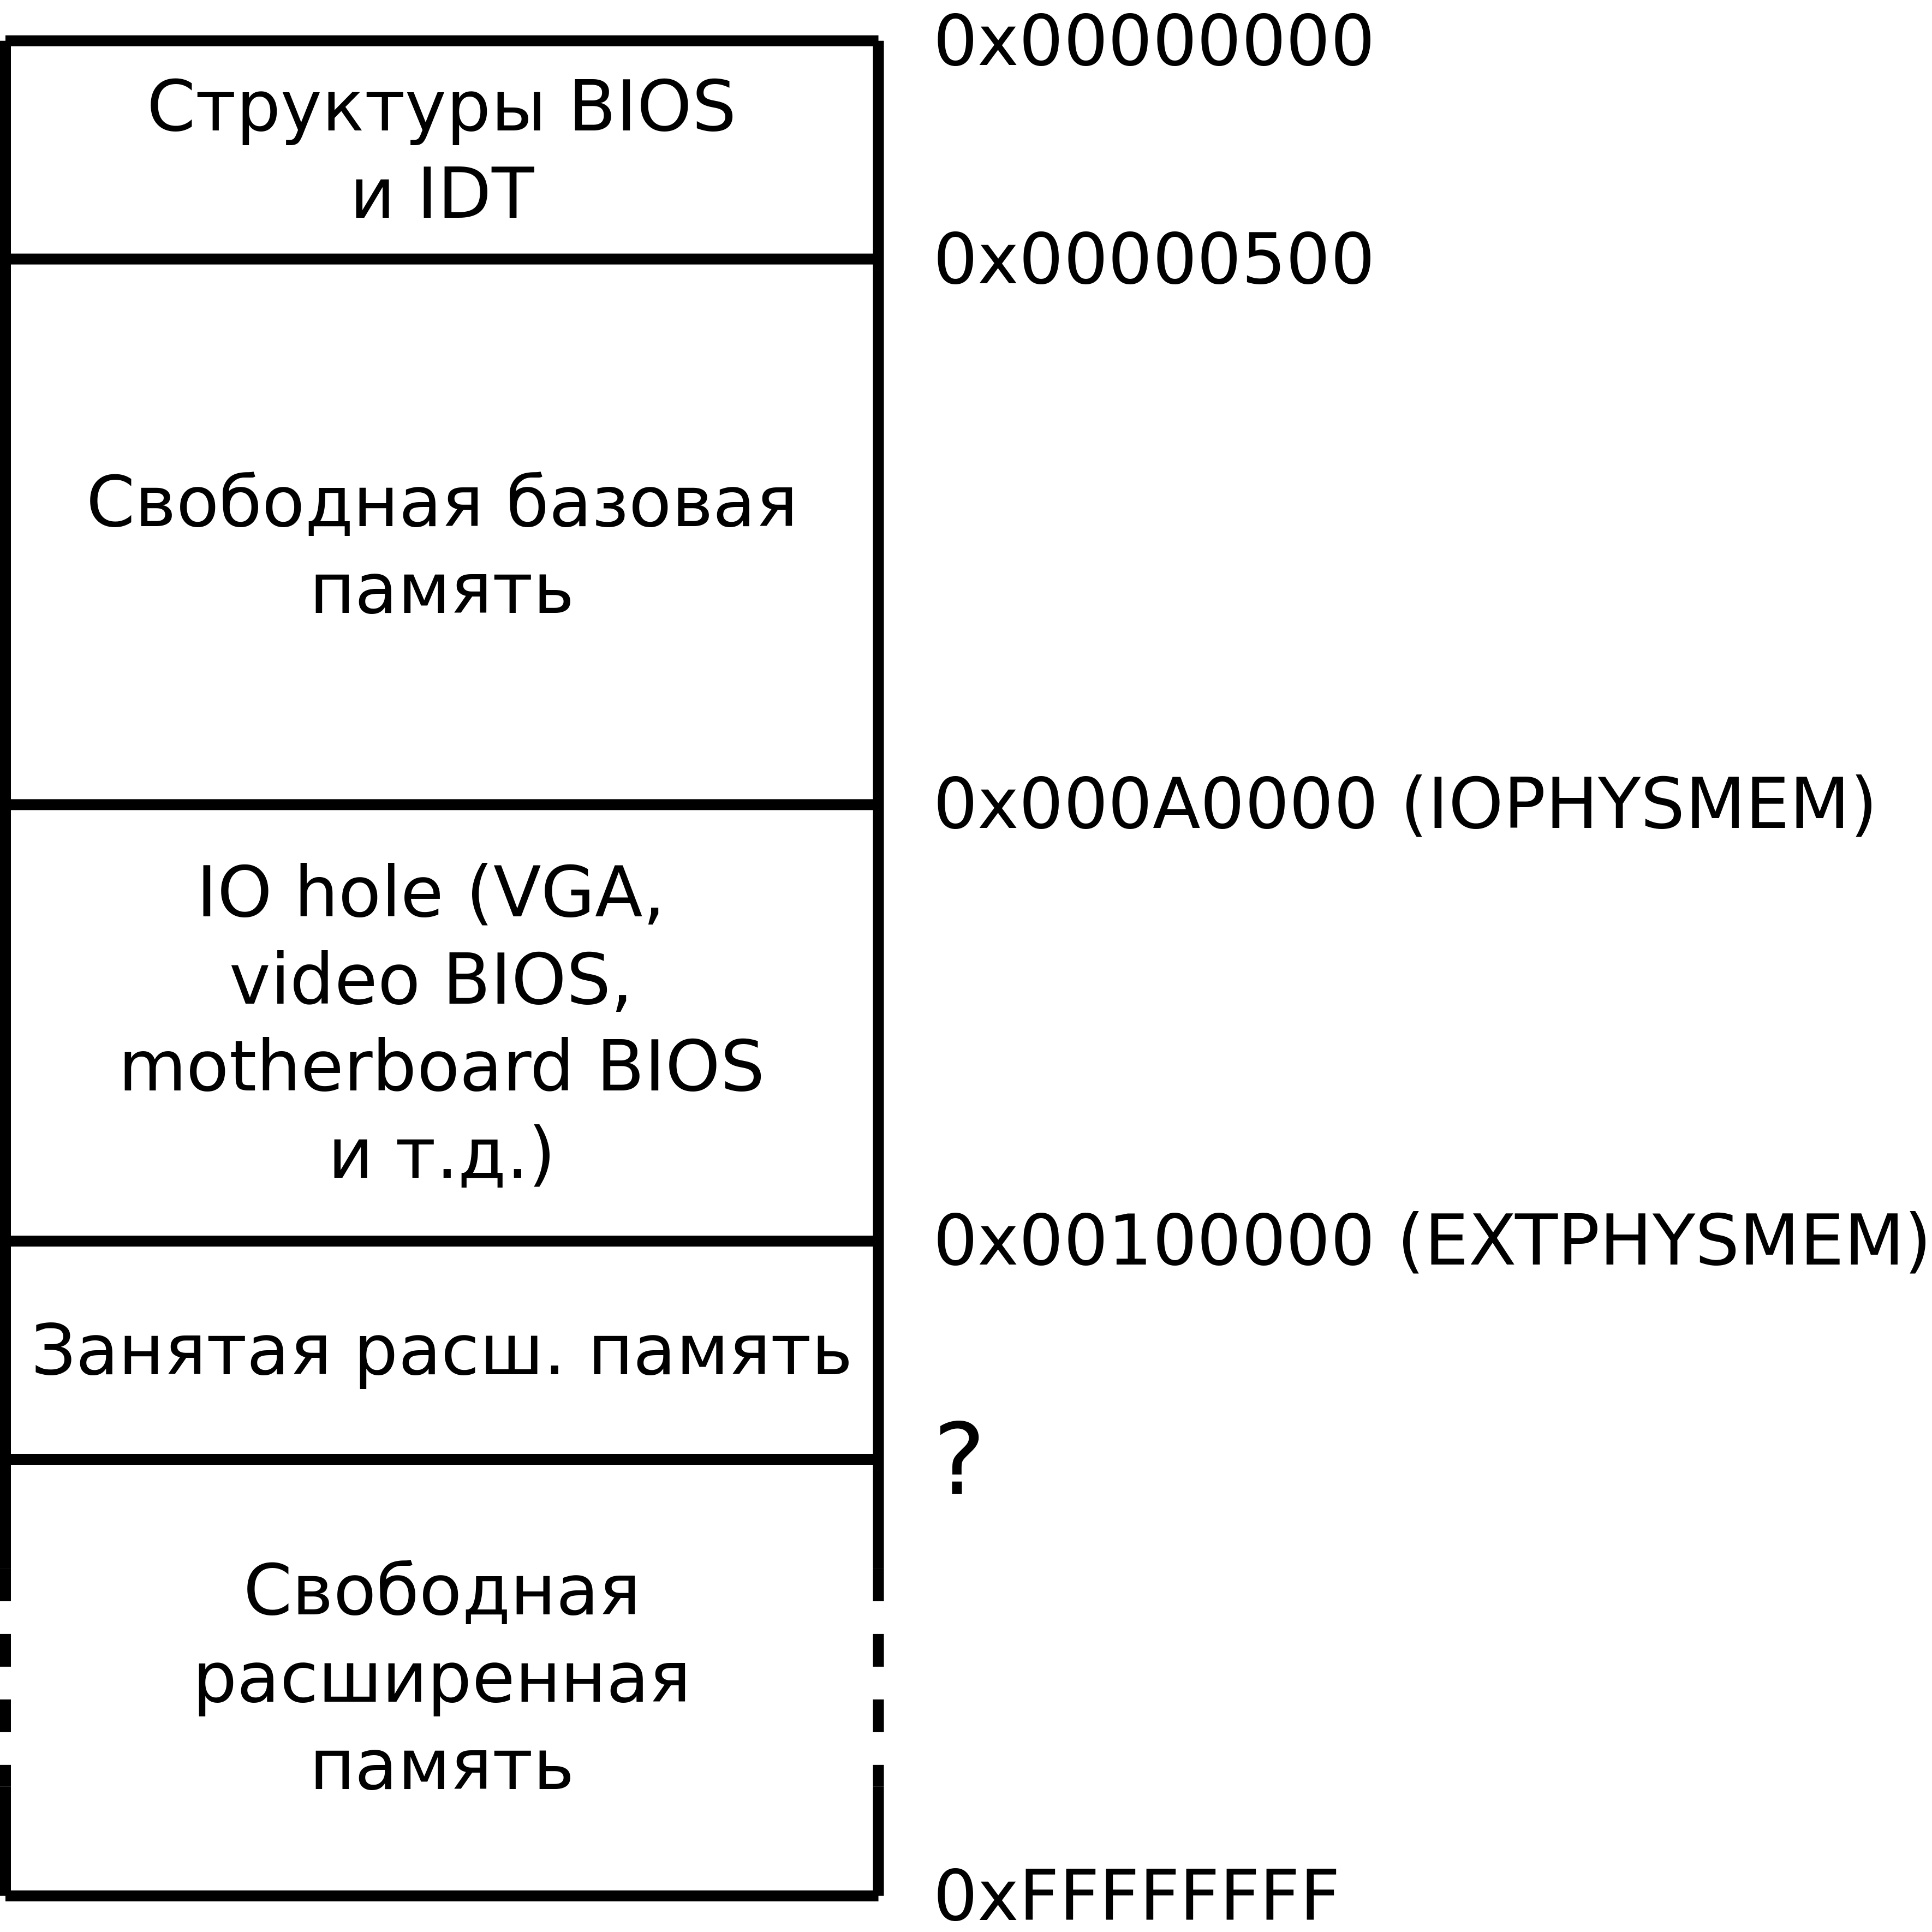 0x00000000
Структуры BIOS
и IDT
0x00000500
Свободная базовая
память
0x000A0000 (IOPHYSMEM)
IO hole (VGA,
video BIOS,
motherboard BIOS
и т.д.)
0x00100000 (EXTPHYSMEM)
Занятая расш. память
?
Свободная
расширенная
память
0xFFFFFFFF